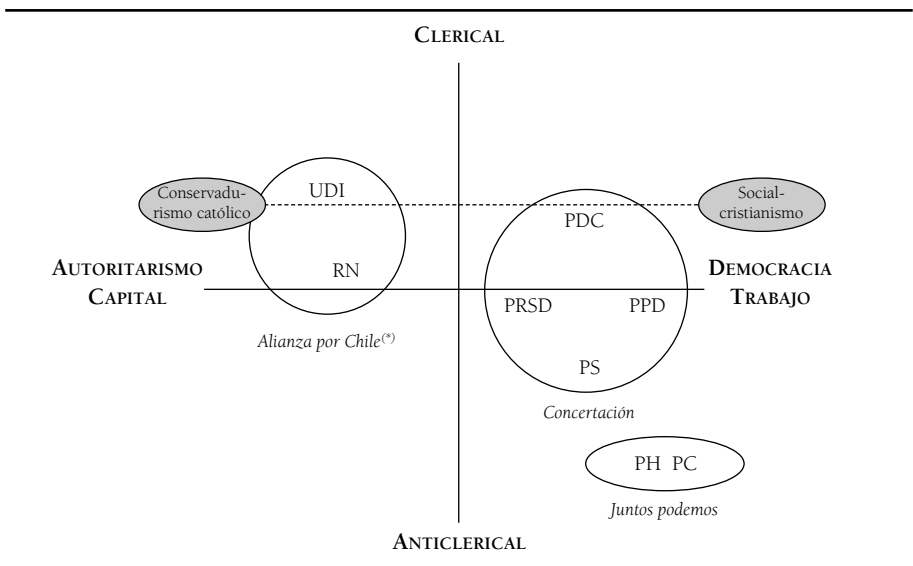 CLERICAL
Conservadu-
rismo católico
UDI
Social-
cristianismo
PDC
AUTORITARISMO
CAPITAL
RN
DEMOCRACIA
TRABAJO
PRSD
PPD
Alianza por Chile(*)
PS
Concertación
PH PC
Juntos podemos
ANTICLERICAL